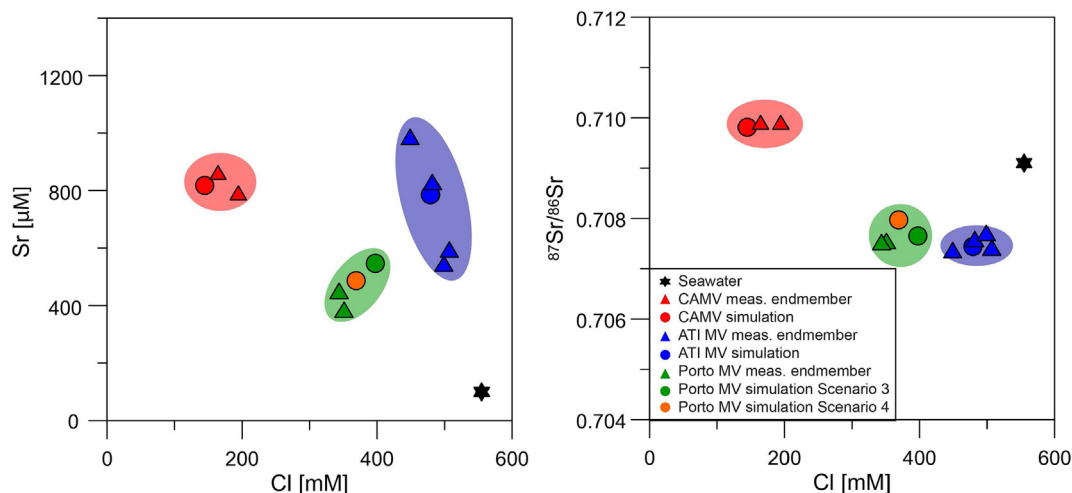 1200
800
400
0
Sr [µM]
0
200
400
600
Cl [mM]
0.712
0.710
0.708
0.706
0.704
87Sr/86Sr
Seawater
CAMV meas. endmember
CAMV simulation
ATI MV meas. endmember
ATI MV simulation
Porto MV meas. endmember
Porto MV simulation Scenario 3
Porto MV simulation Scenario 4
0
200
400
600
Cl [mM]